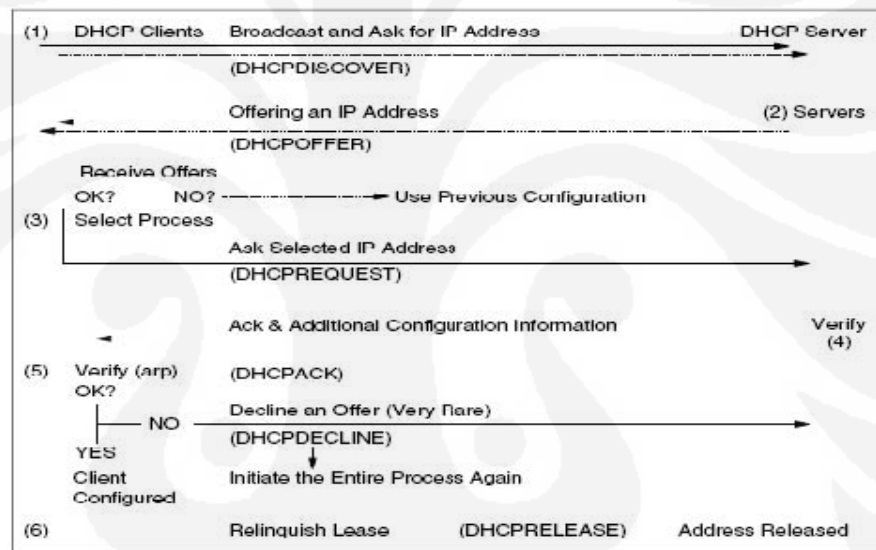 (1) DHCP Clients Broadcast and Ask for IP Address DHCP Server
(DHCPDISCOVER)
Offering an IP Address (2) Servers
(DHCPOFFER)
Receive Offers
OK? NO? Use Previous Configuration
(3) Select Process
Ask Selected IP Address
(DHCPREQUEST)
Ack & Additional Configuration Information Verify
(4)
(5) Verify (arp) (DHCPACK)
OK?
Decline an Offer (Very Rare)
NO
(DHCPDECLINE)
YES
Client Initiate the Entire Process Again
Configured
(6) Relinquish Lease (DHCPRELEASE) Address Released